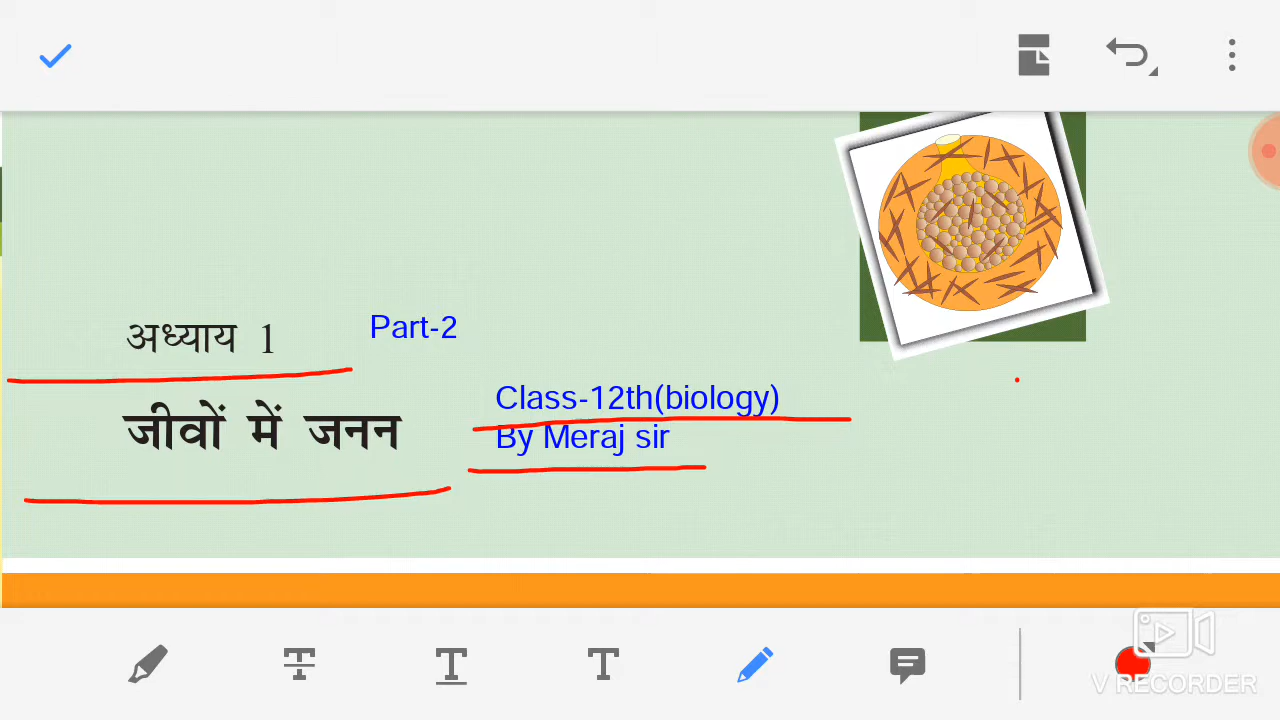 अध्याय 1
Part-2
Class-12th(biology)
जीवों में जनन
By Meraj sir
V RECORDER